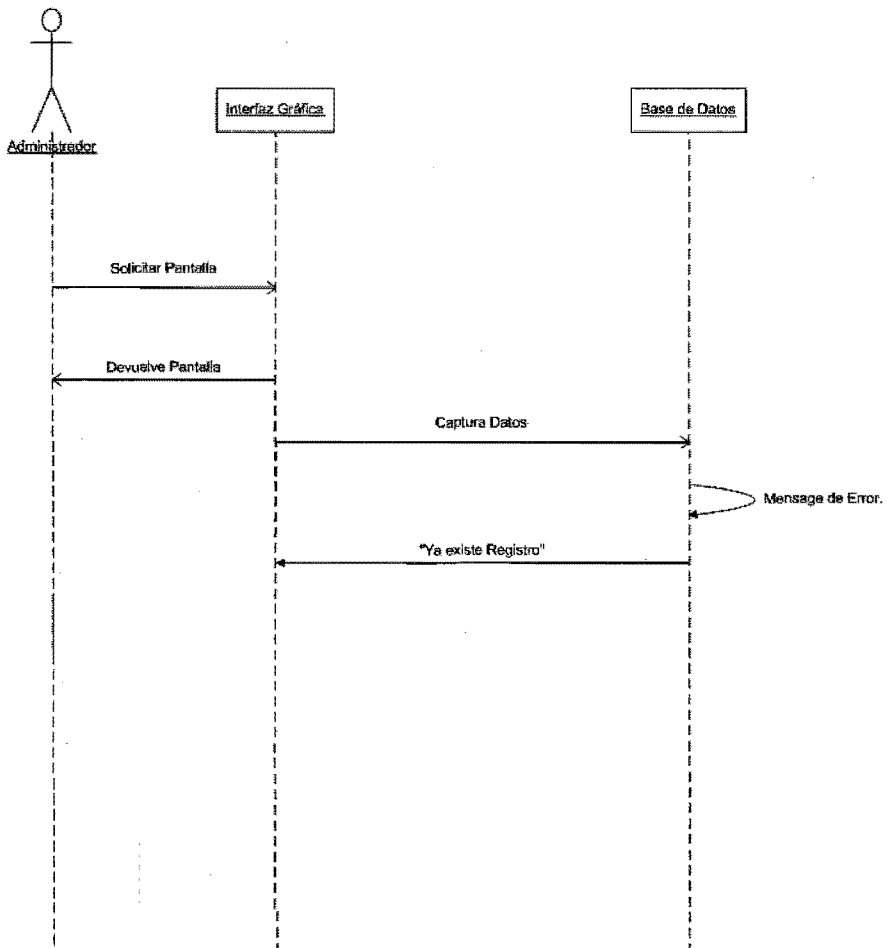 Interfaz Gráfica
Base de Datos
Administrador
Solicitar Pantalla
Devuelve Pantalla
Captura Datos
Mensage de Error.
"Ya existe Registro"